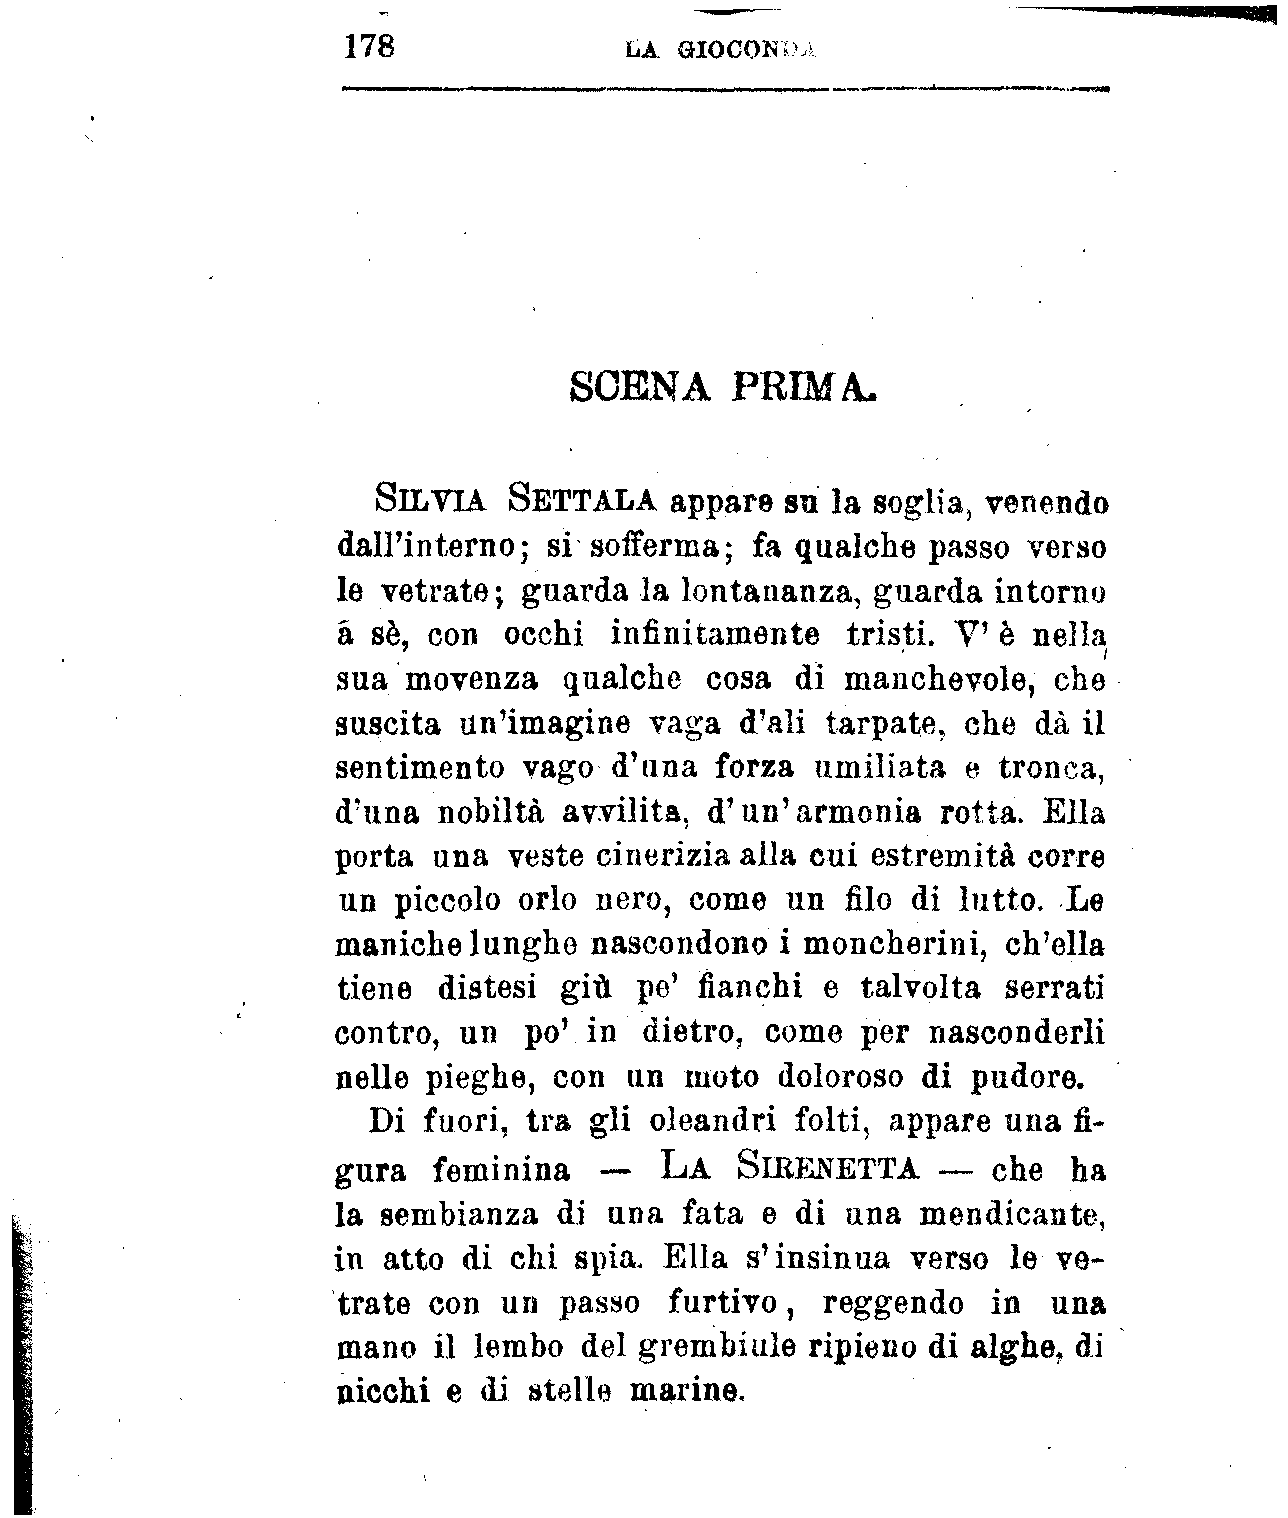 178
LA GIOCONDA
SCENA PRIMA.
SILVIA SETTALA appare su la soglia, venendo
dall'interno; si sofferma; fa qualche passo verso
le vetrate; guarda la lontananza, guarda intorno
a sè, con occhi infinitamente tristi. V' è nella
sua movenza qualche cosa di manchevole, che
suscita un'imagine vaga d'ali tarpate, che dà il
sentimento vago d'una forza umiliata e tronca,
d'una nobiltà avvilita, d'un'armonia rotta. Ella
porta una veste cinerizia alla cui estremità corre
un piccolo orlo nero, come un filo di lutto. Le
maniche lunghe nascondono i moncherini, ch'ella
tiene distesi giù pe' fianchi e talvolta serrati
contro, un po' in dietro, come per nasconderli
nelle pieghe, con un moto doloroso di pudore.
Di fuori, tra gli oleandri folti, appare una fi-
gura feminina — LA SIRENETTA — che ha
la sembianza di una fata e di una mendicante,
in atto di chi spia. Ella s'insinua verso le ve-
trate con un passo furtivo, reggendo in una
mano il lembo del grembiule ripieno di alghe, di
nicchi e di stelle marine.